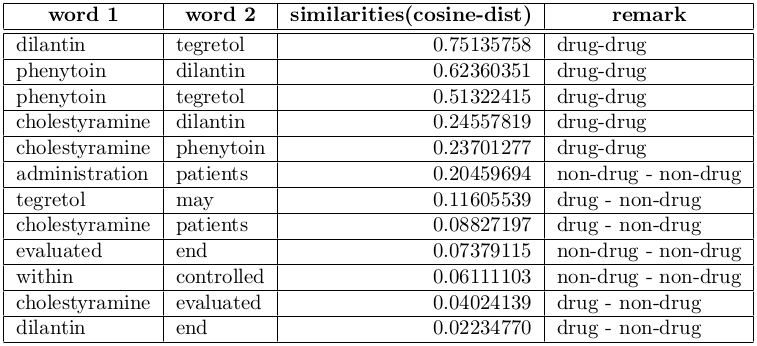 word 1 word 2 similarities(cosine-dist) remark
dilantin tegretol 0.75135758 drug-drug
phenytoin dilantin 0.62360351 drug-drug
phenytoin tegretol 0.51322415 drug-drug
cholestyramine dilantin 0.24557819 drug-drug
cholestyramine phenytoin 0.23701277 drug-drug
administration patients 0.20459694 non-drug - non-drug
tegretol may 0.11605539 drug - non-drug
cholestyramine patients 0.08827197 drug - non-drug
evaluated end 0.07379115 non-drug - non-drug
within controlled 0.06111103 non-drug - non-drug
cholestyramine evaluated 0.04024139 drug - non-drug
dilantin end 0.02234770 drug - non-drug